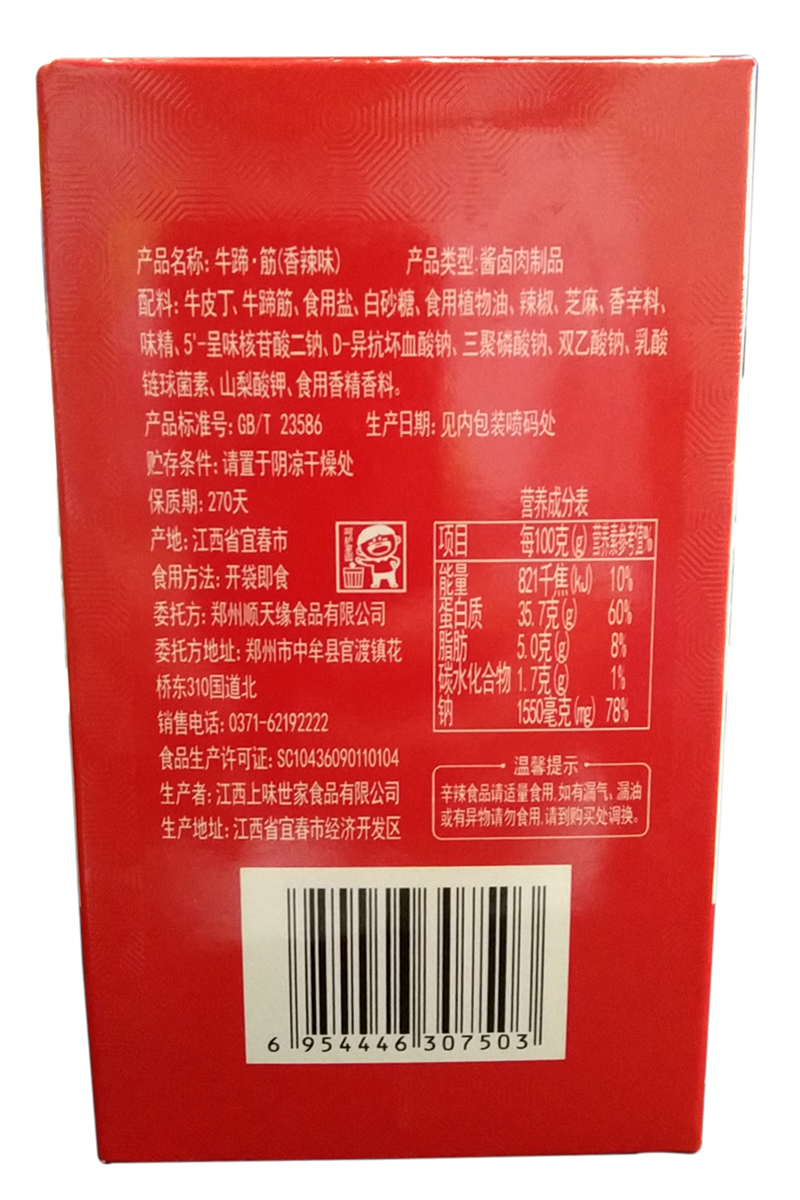 产品名称:牛蹄·筋(香辣味) 产品类型:酱卤肉制品
配料:牛皮丁、牛蹄筋、食用盐、白砂糖、食用植物油、辣椒、芝麻、香辛料、
味精、5'-呈味核苷酸二钠、D-异抗坏血酸钠、三聚磷酸钠、双乙酸钠、乳酸
链球菌素、山梨酸钾、食用香精香料。
产品标准号:GB/T 23586 生产日期:见内包装喷码处
贮存条件:请置于阴凉干燥处
保质期:270天
产地:江西省宜春市
食用方法:开袋即食
委托方:郑州顺天缘食品有限公司
委托方地址:郑州市中牟县官渡镇花
桥东310国道北
销售电话:0371-62192222
食品生产许可证:SC10436090110104
生产者:江西上味世家食品有限公司
生产地址:江西省宜春市经济开发区
营养成分表
项目 每100克(g) 营养素参考值%
能量 821千焦(kJ) 10%
蛋白质 35.7克(g) 60%
脂肪 5.0克(g) 8%
碳水化合物 1.7克(g) 1%
钠 1550毫克(mg) 78%
温馨提示
辛辣食品请适量食用,如有漏气、漏油
或有异物请勿食用,请到购买处调换。
6 954446 307503